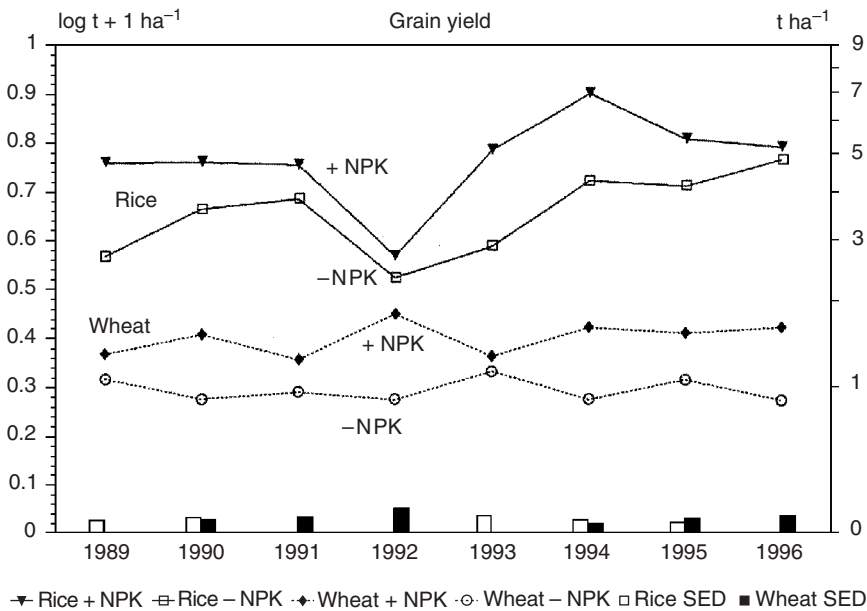 log t + 1 ha⁻¹ Grain yield t ha⁻¹
1 9
0.9 7
0.8 5
+ NPK
0.7
Rice
0.6 3
−NPK
0.5
Wheat
0.4
+ NPK
0.3 1
−NPK
0.2
0.1
0 0
1989 1990 1991 1992 1993 1994 1995 1996
Rice + NPK Rice − NPK Wheat + NPK Wheat − NPK Rice SED Wheat SED